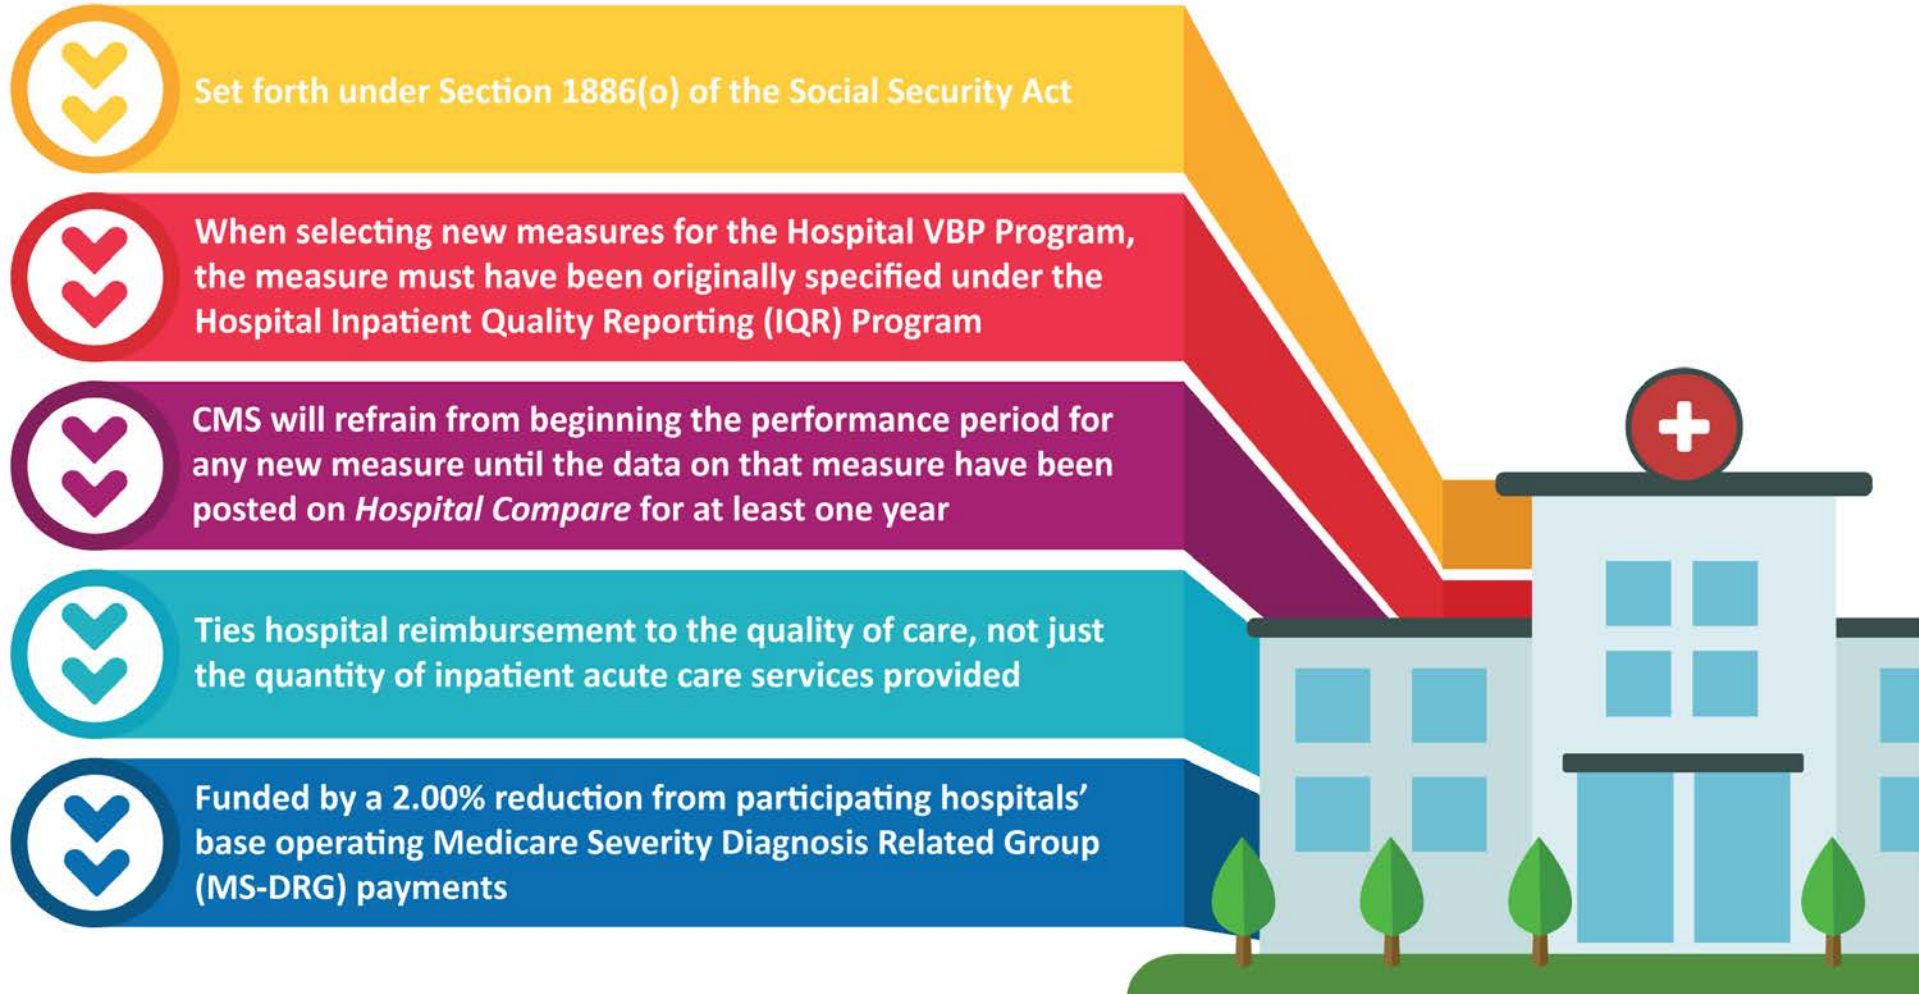 Set forth under Section 1886(o) of the Social Security Act
When selecting new measures for the Hospital VBP Program,
the measure must have been originally specified under the
Hospital Inpatient Quality Reporting (IQR) Program
CMS will refrain from beginning the performance period for
any new measure until the data on that measure have been
posted on Hospital Compare for at least one year
Ties hospital reimbursement to the quality of care, not just
the quantity of inpatient acute care services provided
Funded by a 2.00% reduction from participating hospitals’
base operating Medicare Severity Diagnosis Related Group
(MS-DRG) payments